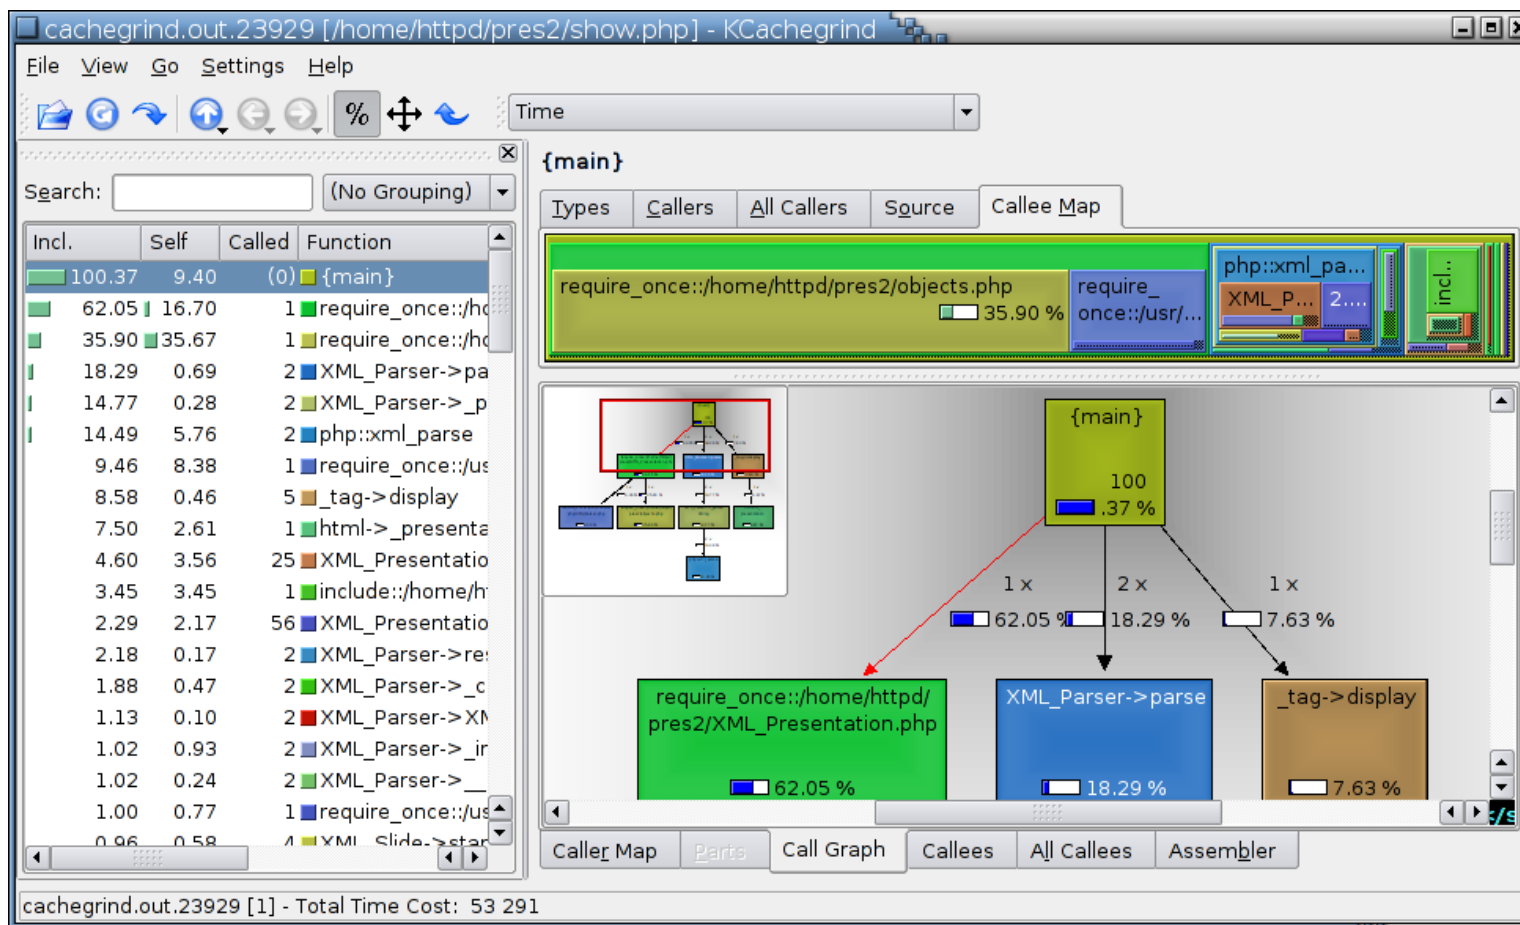 cachegrind.out.23929 [/home/httpd/pres2/show.php] - KCachegrind
File View Go Settings Help
% Time
{main}
Search: (No Grouping)
Types Callers All Callers Source Callee Map
Incl. Self Called Function
100.37 9.40 (0) {main}
62.05 16.70 1 require_once::/ho
35.90 35.67 1 require_once::/ho
18.29 0.69 2 XML_Parser->pa
14.77 0.28 2 XML_Parser->_p
14.49 5.76 2 php::xml_parse
9.46 8.38 1 require_once::/us
8.58 0.46 5 _tag->display
7.50 2.61 1 html->_presenta
4.60 3.56 25 XML_Presentatio
3.45 3.45 1 include::/home/h
2.29 2.17 56 XML_Presentatio
2.18 0.17 2 XML_Parser->re
1.88 0.47 2 XML_Parser->_c
1.13 0.10 2 XML_Parser->XM
1.02 0.93 2 XML_Parser->_ir
1.02 0.24 2 XML_Parser->__
1.00 0.77 1 require_once::/us
0.96 0.58 4 XML_Slide->star
require_once::/home/httpd/pres2/objects.php
35.90 %
require_
once::/usr/...
php::xml_pa...
XML_P... 2....
incl..
{main}
100
.37 %
1 x 2 x 1 x
62.05 % 18.29 % 7.63 %
require_once::/home/httpd/
pres2/XML_Presentation.php
62.05 %
XML_Parser->parse
18.29 %
_tag->display
7.63 %
</s
Caller Map Parts Call Graph Callees All Callees Assembler
cachegrind.out.23929 [1] - Total Time Cost: 53 291